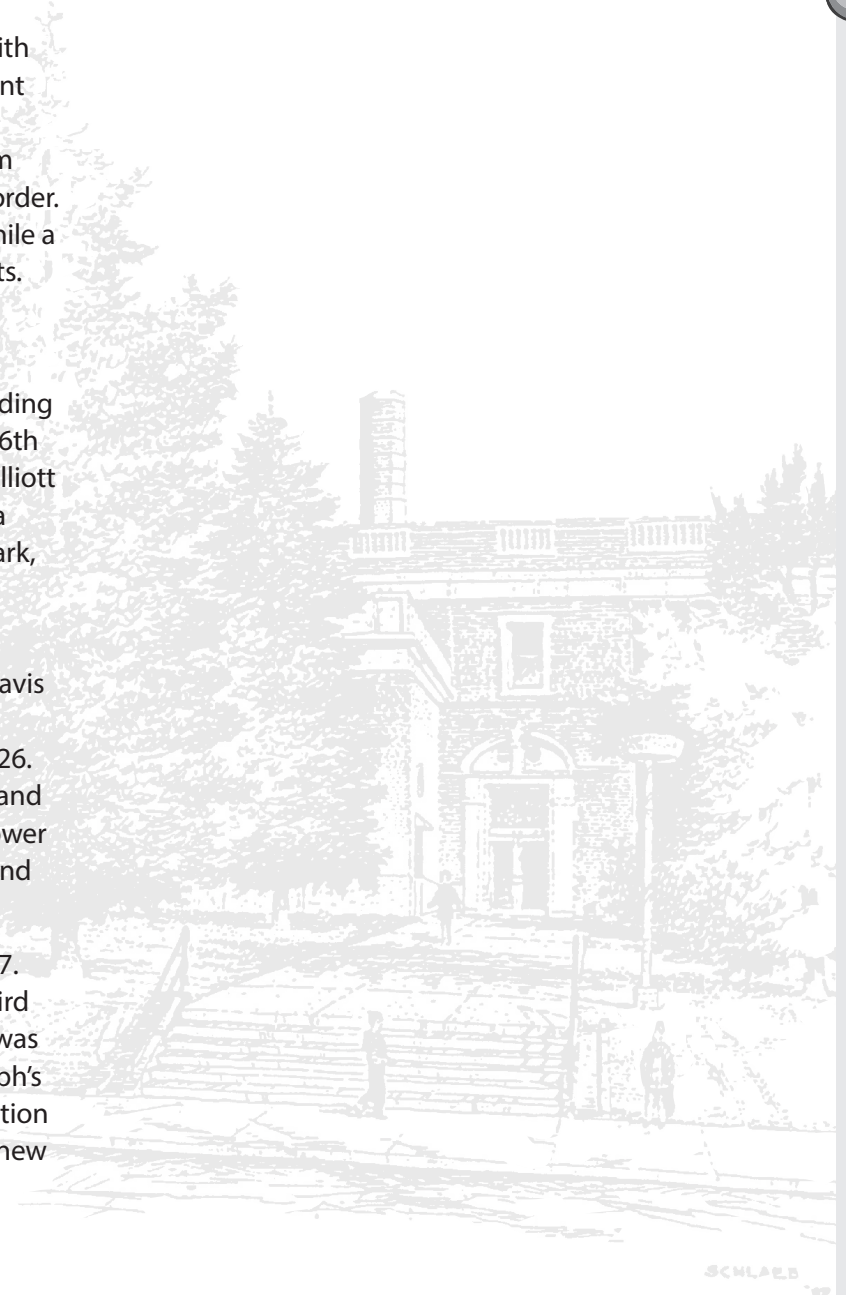 ith
nt
m
order.
hile a
ts.
ding
6th
lliott
a
ark,
avis
26.
and
ower
nd
7.
ird
was
ph's
tion
new
SCHLAEB